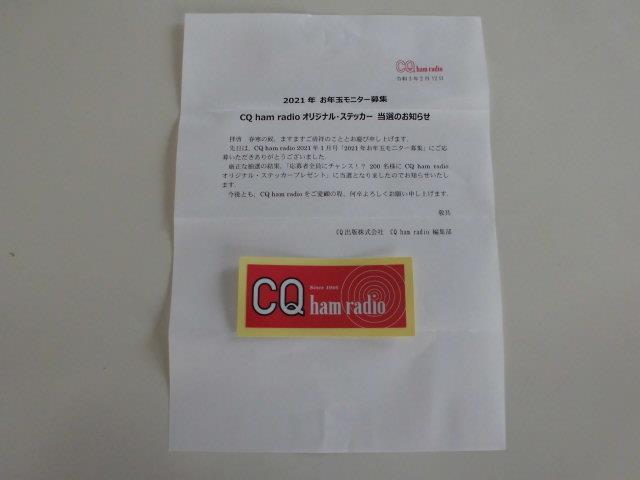 CQ ham radio
令和3年2月12日
2021年 お年玉モニター募集
CQ ham radio オリジナル・ステッカー 当選のお知らせ
拝啓 春寒の候、ますますご清祥のこととお慶び申し上げます.
先日は、CQ ham radio 2021年1月号「2021年お年玉モニター募集」にご応
募いただきありがとうございました.
厳正な抽選の結果、「応募者全員にチャンス！？ 200名様に CQ ham radio
オリジナル・ステッカープレゼント」に当選となりましたのでお知らせいたしま
す.
今後とも、CQ ham radio をご愛顧の程、何卒よろしくお願い申し上げます.
敬具
CQ出版株式会社 CQ ham radio 編集部
CQ ham radio
Since 1946